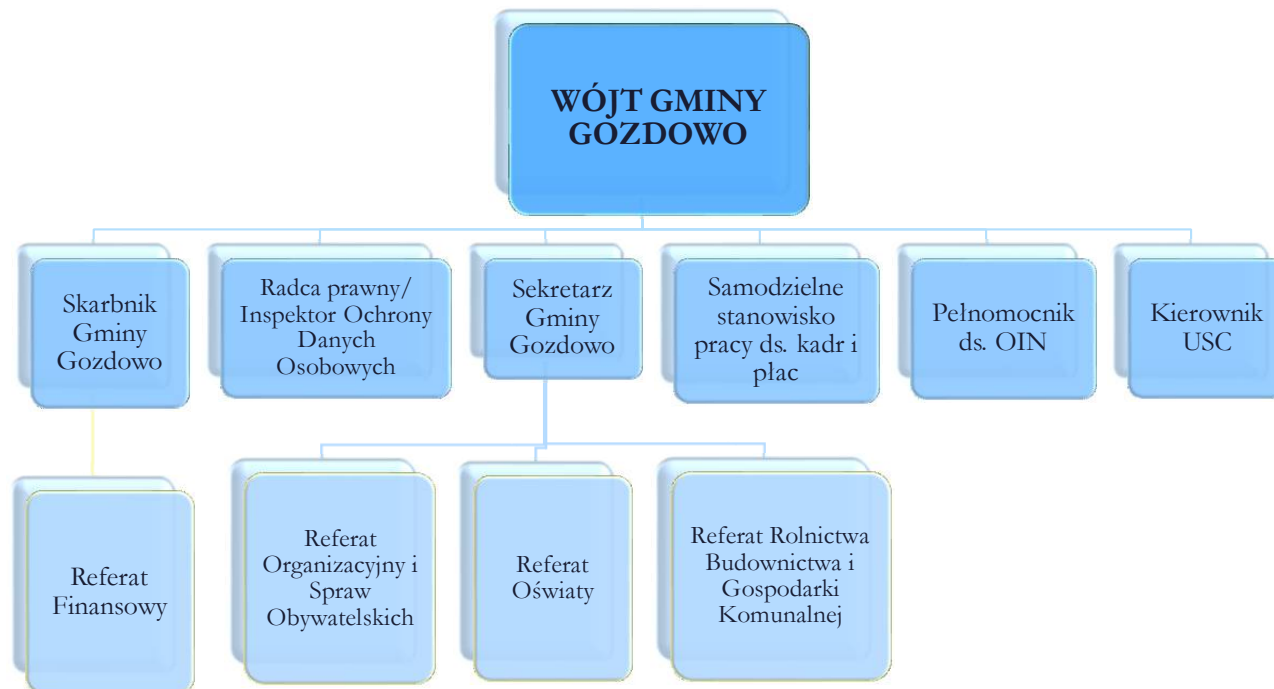 WÓJT GMINY
GOZDOWO
Skarbnik
Gminy
Gozdowo
Radca prawny/
Inspektor Ochrony
Danych
Osobowych
Sekretarz
Gminy
Gozdowo
Samodzielne
stanowisko
pracy ds. kadr i
płac
Pełnomocnik
ds. OIN
Kierownik
USC
Referat
Finansowy
Referat
Organizacyjny i
Spraw
Obywatelskich
Referat
Oświaty
Referat Rolnictwa
Budownictwa i
Gospodarki
Komunalnej